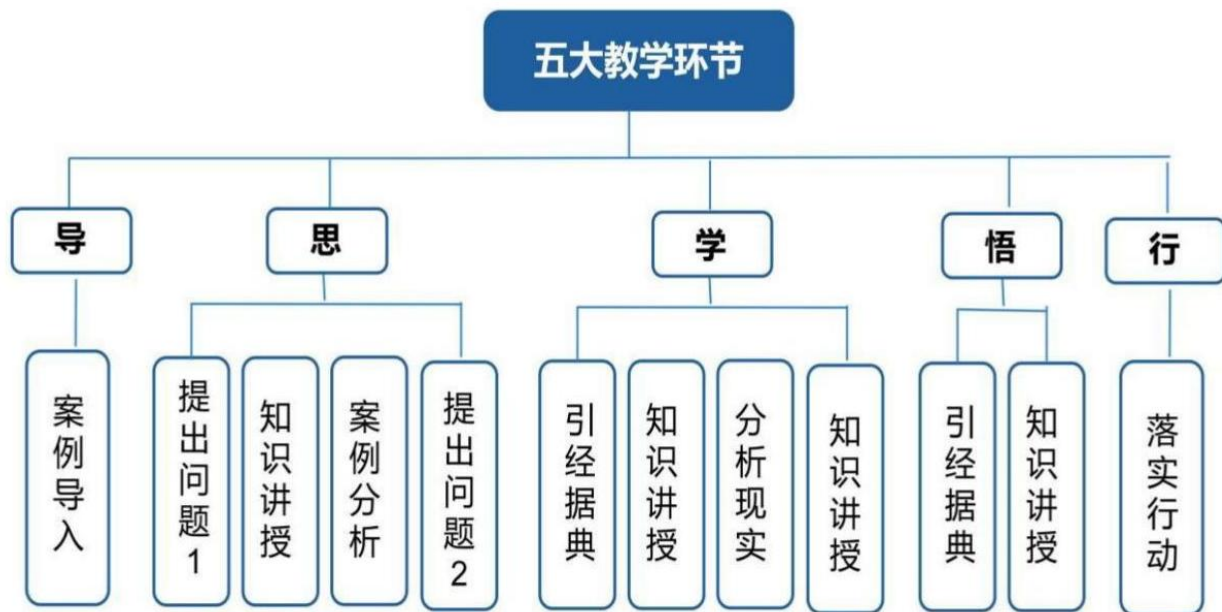 五大教学环节
导
思
学
悟
行
案例导入
提出问题1
知识讲授
案例分析
提出问题2
引经据典
知识讲授
分析现实
知识讲授
引经据典
知识讲授
落实行动